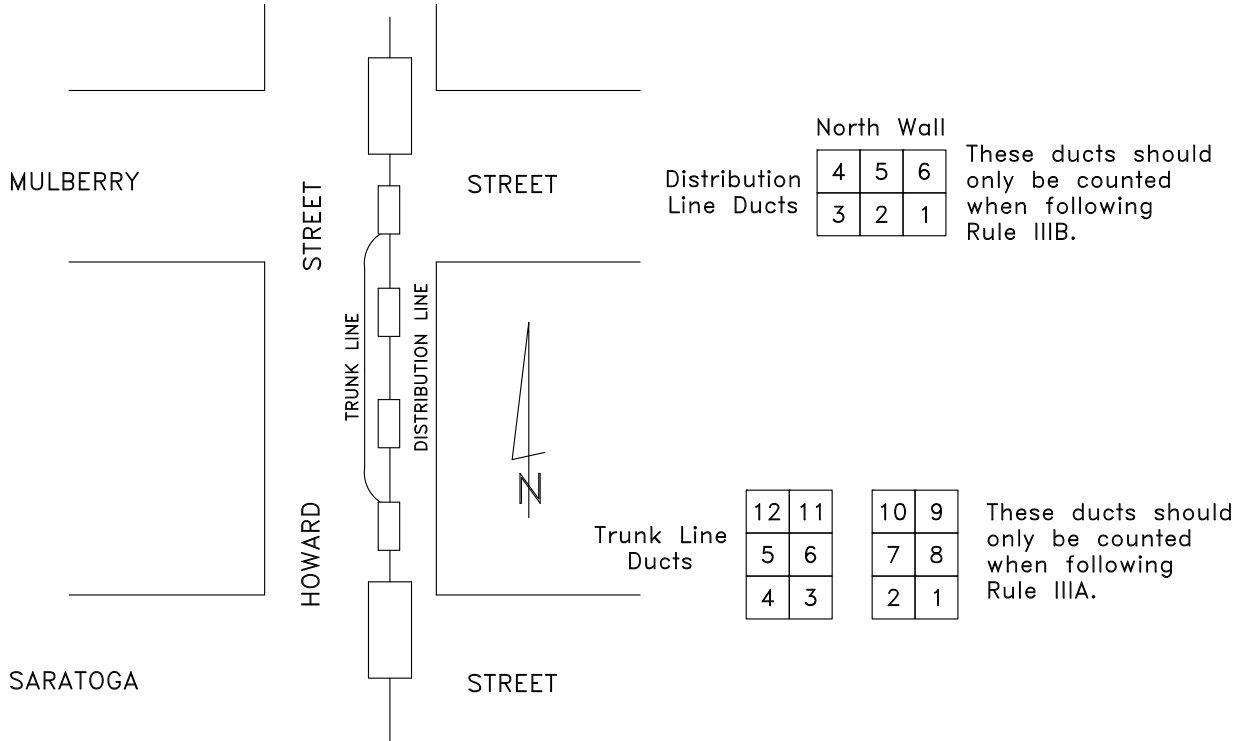 MULBERRY
STREET
STREET
TRUNK LINE
DISTRIBUTION LINE
N
HOWARD
SARATOGA
STREET
North Wall
Distribution
Line Ducts
4 5 6
3 2 1
These ducts should
only be counted
when following
Rule IIIB.
Trunk Line
Ducts
12 11 10 9
5 6 7 8
4 3 2 1
These ducts should
only be counted
when following
Rule IIIA.